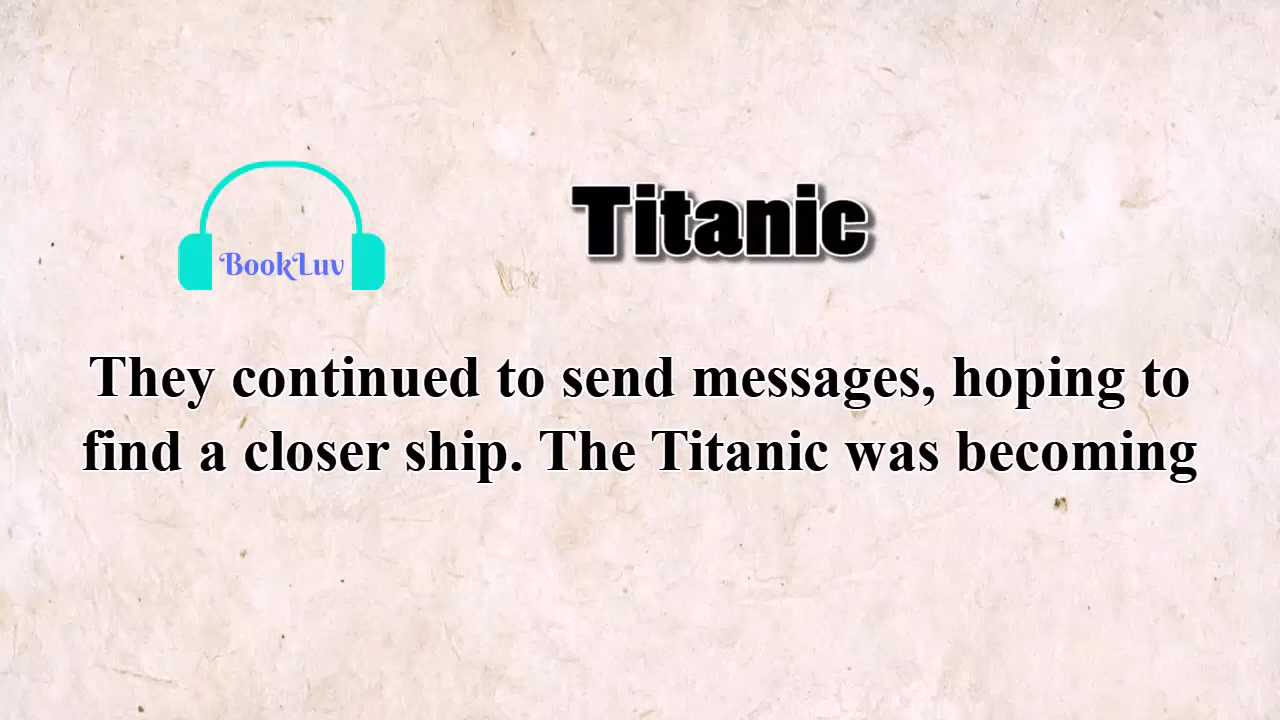 BookLuv
Titanic
They continued to send messages, hoping to
find a closer ship. The Titanic was becoming